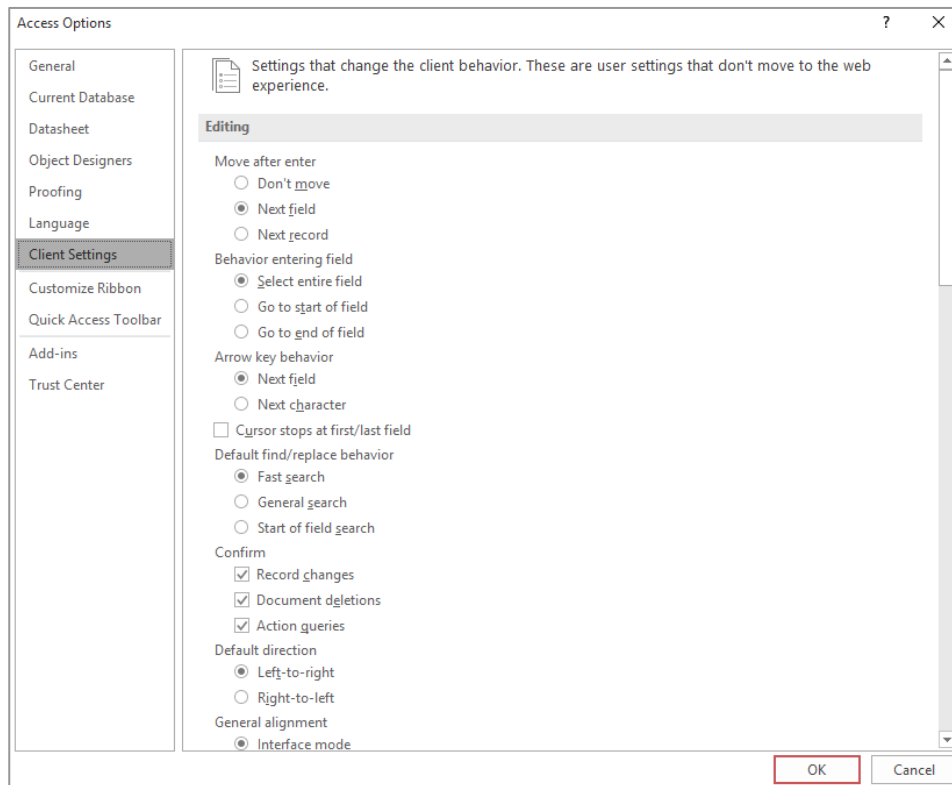 Access Options
?
General
Current Database
Datasheet
Object Designers
Proofing
Language
Client Settings
Customize Ribbon
Quick Access Toolbar
Add-ins
Trust Center
Settings that change the client behavior. These are user settings that don't move to the web
experience.
Editing
Move after enter
Don't move
Next field
Next record
Behavior entering field
Select entire field
Go to start of field
Go to end of field
Arrow key behavior
Next field
Next character
Cursor stops at first/last field
Default find/replace behavior
Fast search
General search
Start of field search
Confirm
Record changes
Document deletions
Action queries
Default direction
Left-to-right
Right-to-left
General alignment
Interface mode
OK
Cancel